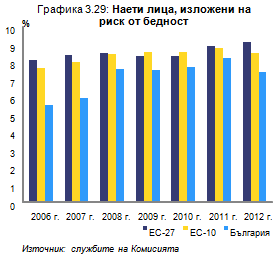 Графика 3.29: Наети лица, изложени на
риск от бедност
%
10
9
8
7
6
5
4
3
2
1
0
2006 г. 2007 г. 2008 г. 2009 г. 2010 г. 2011 г. 2012 г.
ЕС-27 ЕС-10 България
Източник: службите на Комисията